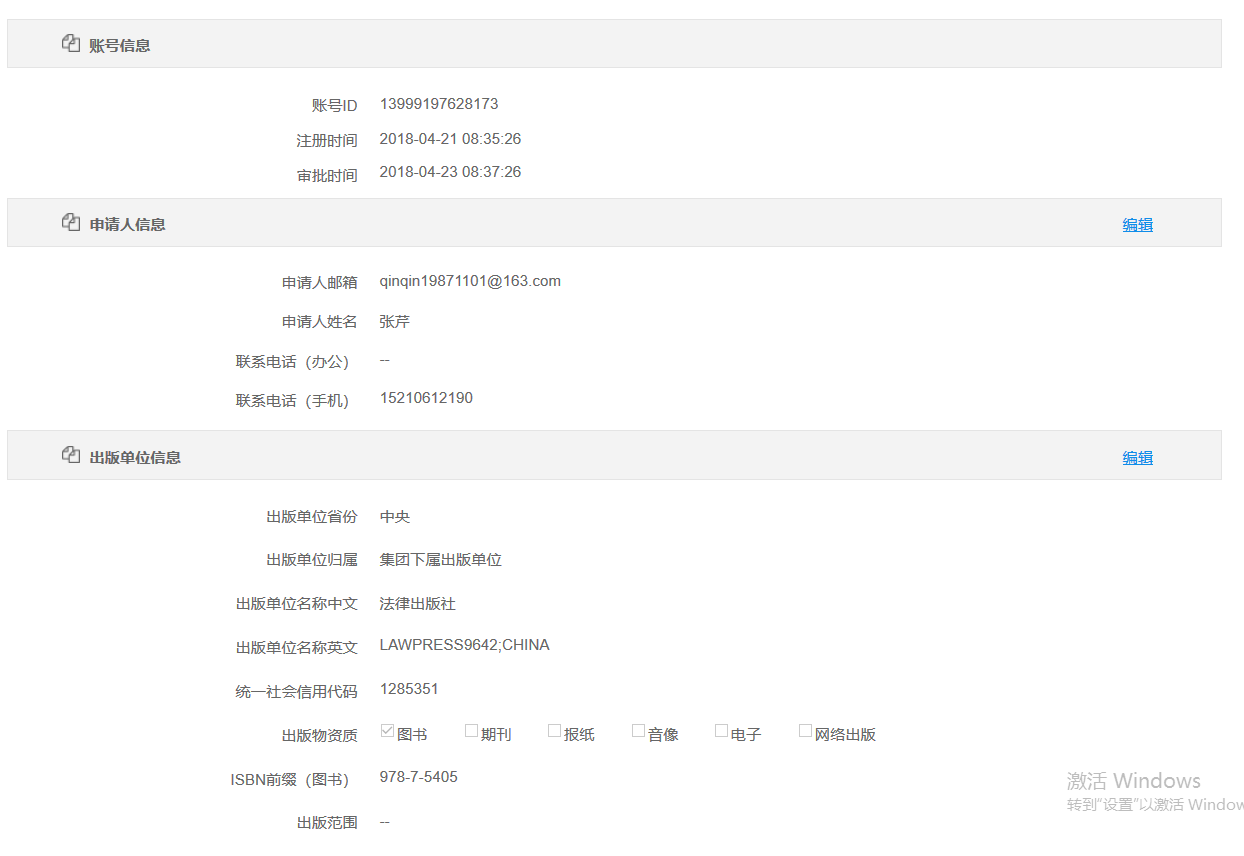 账号信息
账号ID 13999197628173
注册时间 2018-04-21 08:35:26
审批时间 2018-04-23 08:37:26
申请人信息 编辑
申请人邮箱 qinqin19871101@163.com
申请人姓名 张芹
联系电话（办公） --
联系电话（手机） 15210612190
出版单位信息 编辑
出版单位省份 中央
出版单位归属 集团下属出版单位
出版单位名称中文 法律出版社
出版单位名称英文 LAWPRESS9642;CHINA
统一社会信用代码 1285351
出版物资质 图书 期刊 报纸 音像 电子 网络出版
ISBN前缀（图书） 978-7-5405
激活 Windows
转到"设置"以激活 Window
出版范围 --